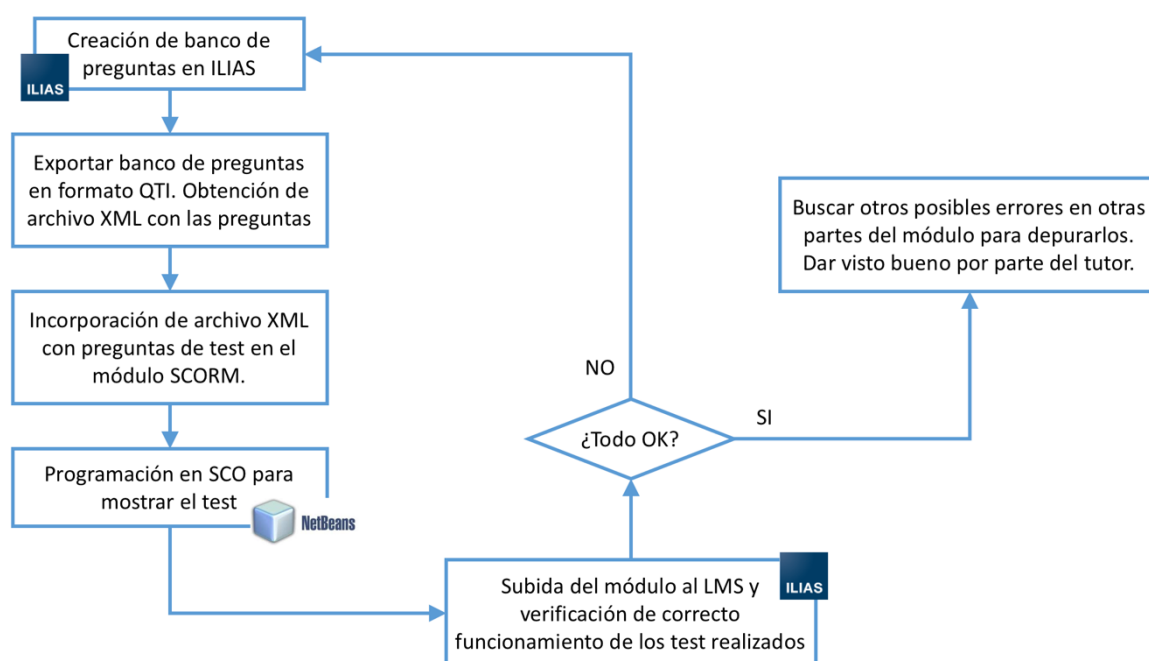 Creación de banco de
preguntas en ILIAS
ILIAS
Exportar banco de preguntas
en formato QTI. Obtención de
archivo XML con las preguntas
Incorporación de archivo XML
con preguntas de test en el
módulo SCORM.
Programación en SCO para
mostrar el test
NetBeans
Subida del módulo al LMS y
verificación de correcto
funcionamiento de los test realizados
ILIAS
¿Todo OK?
NO
SI
Buscar otros posibles errores en otras
partes del módulo para depurarlos.
Dar visto bueno por parte del tutor.